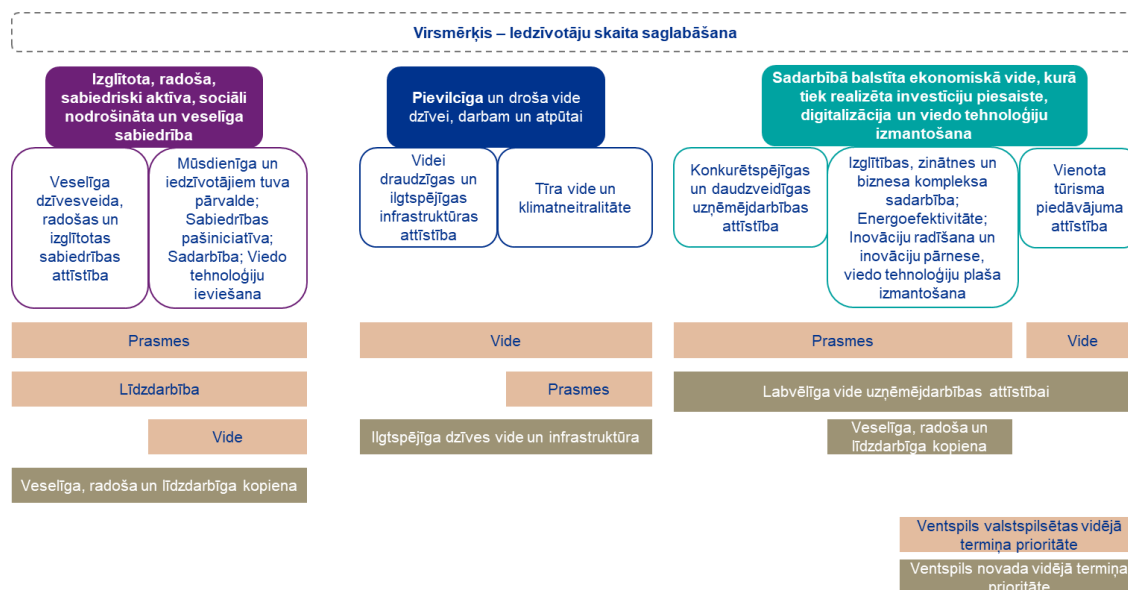 Virsmērķis – Iedzīvotāju skaita saglabāšana
Izglītota, radoša,
sabiedriski aktīva, sociāli
nodrošināta un veselīga
sabiedrība
Pievilcīga un droša vide
dzīvei, darbam un atpūtai
Sadarbībā balstīta ekonomiskā vide, kurā
tiek realizēta investīciju piesaiste,
digitalizācija un viedo tehnoloģiju
izmantošana
Veselīga
dzīvesveida,
radošas un
izglītotas
sabiedrības
attīstība
Mūsdienīga un
iedzīvotājiem tuva
pārvalde;
Sabiedrības
pašiniciatīva;
Sadarbība; Viedo
tehnoloģiju
ieviešana
Videi
draudzīgas un
ilgtspējīgas
infrastruktūras
attīstība
Tīra vide un
klimatneitralitāte
Konkurētspējīgas
un daudzveidīgas
uzņēmējdarbības
attīstība
Izglītības, zinātnes un
biznesa kompleksa
sadarbība;
Energoefektivitāte;
Inovāciju radīšana un
inovāciju pārnese,
viedo tehnoloģiju plaša
izmantošana
Vienota
tūrisma
piedāvājuma
attīstība
Prasmes
Līdzdarbība
Vide
Veselīga, radoša un līdzdarbīga kopiena
Vide
Prasmes
Ilgtspējīga dzīves vide un infrastruktūra
Prasmes
Vide
Labvēlīga vide uzņēmējdarbības attīstībai
Veselīga, radoša un
līdzdarbīga kopiena
Ventspils valstspilsētas vidējā
termiņa prioritāte
Ventspils novada vidējā termiņa
prioritāte